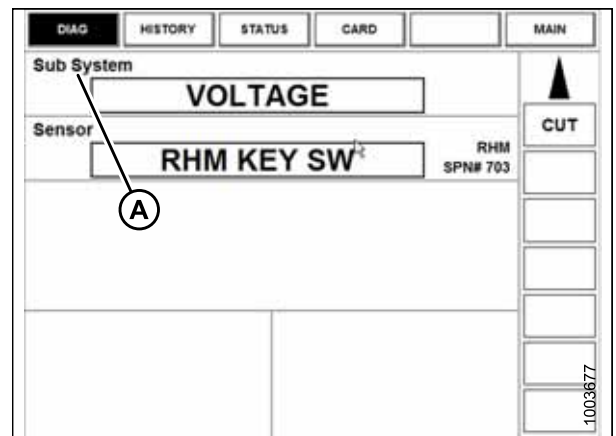 DIAG HISTORY STATUS CARD MAIN
Sub System
VOLTAGE
CUT
Sensor
RHM KEY SW
RHM
SPN# 703
A
1003677